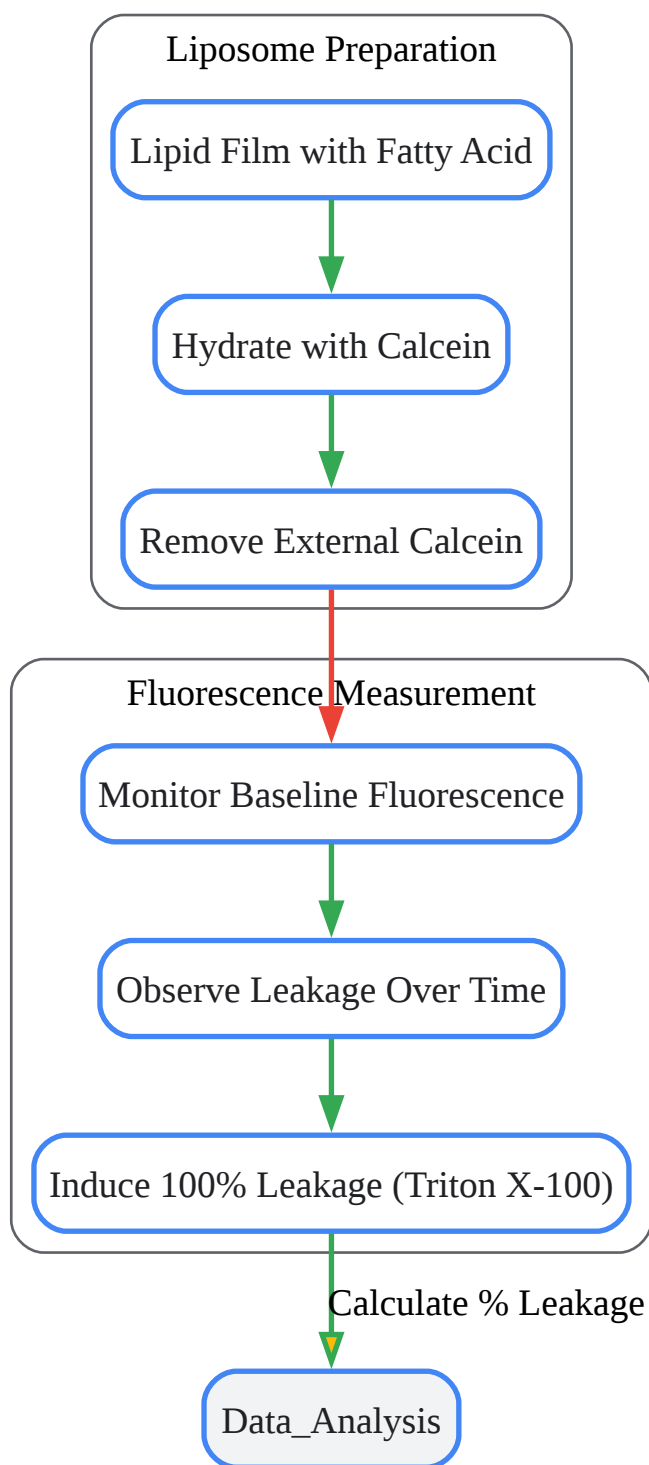 Liposome Preparation
Lipid Film with Fatty Acid
Hydrate with Calcein
Remove External Calcein
Fluorescence Measurement
Monitor Baseline Fluorescence
Observe Leakage Over Time
Induce 100% Leakage (Triton X-100)
Calculate % Leakage
Data_Analysis